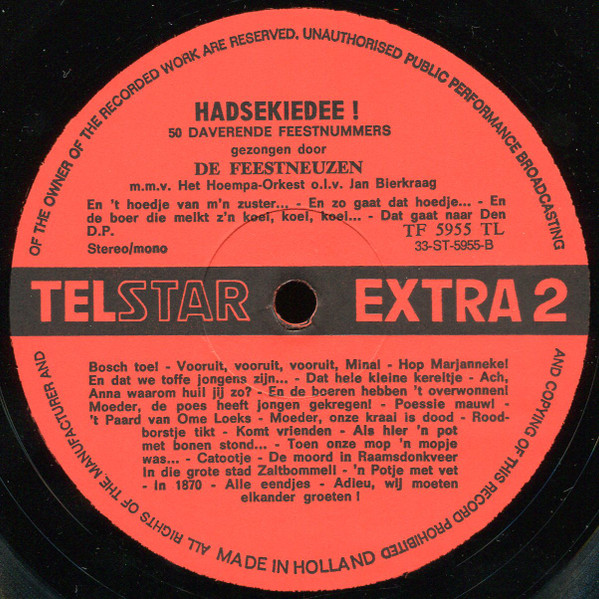 OF THE OWNER OF THE RECORDED WORK ARE RESERVED. UNAUTHORISED PUBLIC PERFORMANCE BROADCASTING
HADSEKIEDEE !
50 DAVERENDE FEESTNUMMERS
gezongen door
DE FEESTNEUZEN
m.m.v. Het Hoempa-Orkest o.l.v. Jan Bierkraag
En 't hoedje van m'n zuster... - En zo gaat dat hoedje... - En
de boer die melkt z'n koei, koei, koei... - Dat gaat naar Den
D.P.
TF 5955 TL
Stereo/mono
33-ST-5955-B
TELSTAR EXTRA 2
Bosch toe! - Vooruit, vooruit, vooruit, Mina! - Hop Marjanneke!
En dat we toffe jongens zijn... - Dat hele kleine kereltje - Ach,
Anna waarom huil jij zo? - En de boeren hebben 't overwonnen!
Moeder, de poes heeft jongen gekregen! - Poessie mauw! -
't Paard van Ome Loeks - Moeder, onze kraai is dood - Rood-
borstje tikt - Komt vrienden - Als hier 'n pot
met bonen stond... - Toen onze mop 'n mopje
was... - Catootje - De moord in Raamsdonkveer
In die grote stad Zaltbommell - 'n Potje met vet
- In 1870 - Alle eendjes - Adieu, wij moeten
elkander groeten !
AND COPYING OF THIS RECORD PROHIBITED
ALL RIGHTS OF THE MANUFACTURER AND
MADE IN HOLLAND